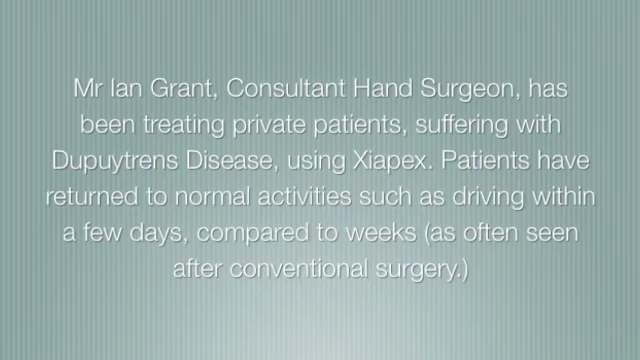 Mr Ian Grant, Consultant Hand Surgeon, has
been treating private patients, suffering with
Dupuytrens Disease, using Xiapex. Patients have
returned to normal activities such as driving within
a few days, compared to weeks (as often seen
after conventional surgery.)